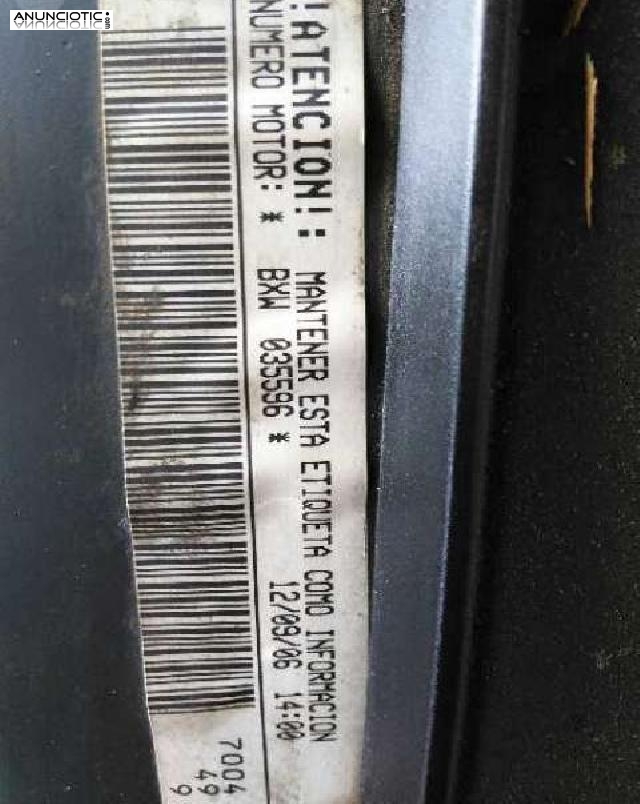 ANUNCIOTIC.com
!ATENCION!: MANTENER ESTA ETIQUETA COMO INFORMACION
NUMERO MOTOR: * BXW 035596 * 12/09/06 14:00
7004
49
9